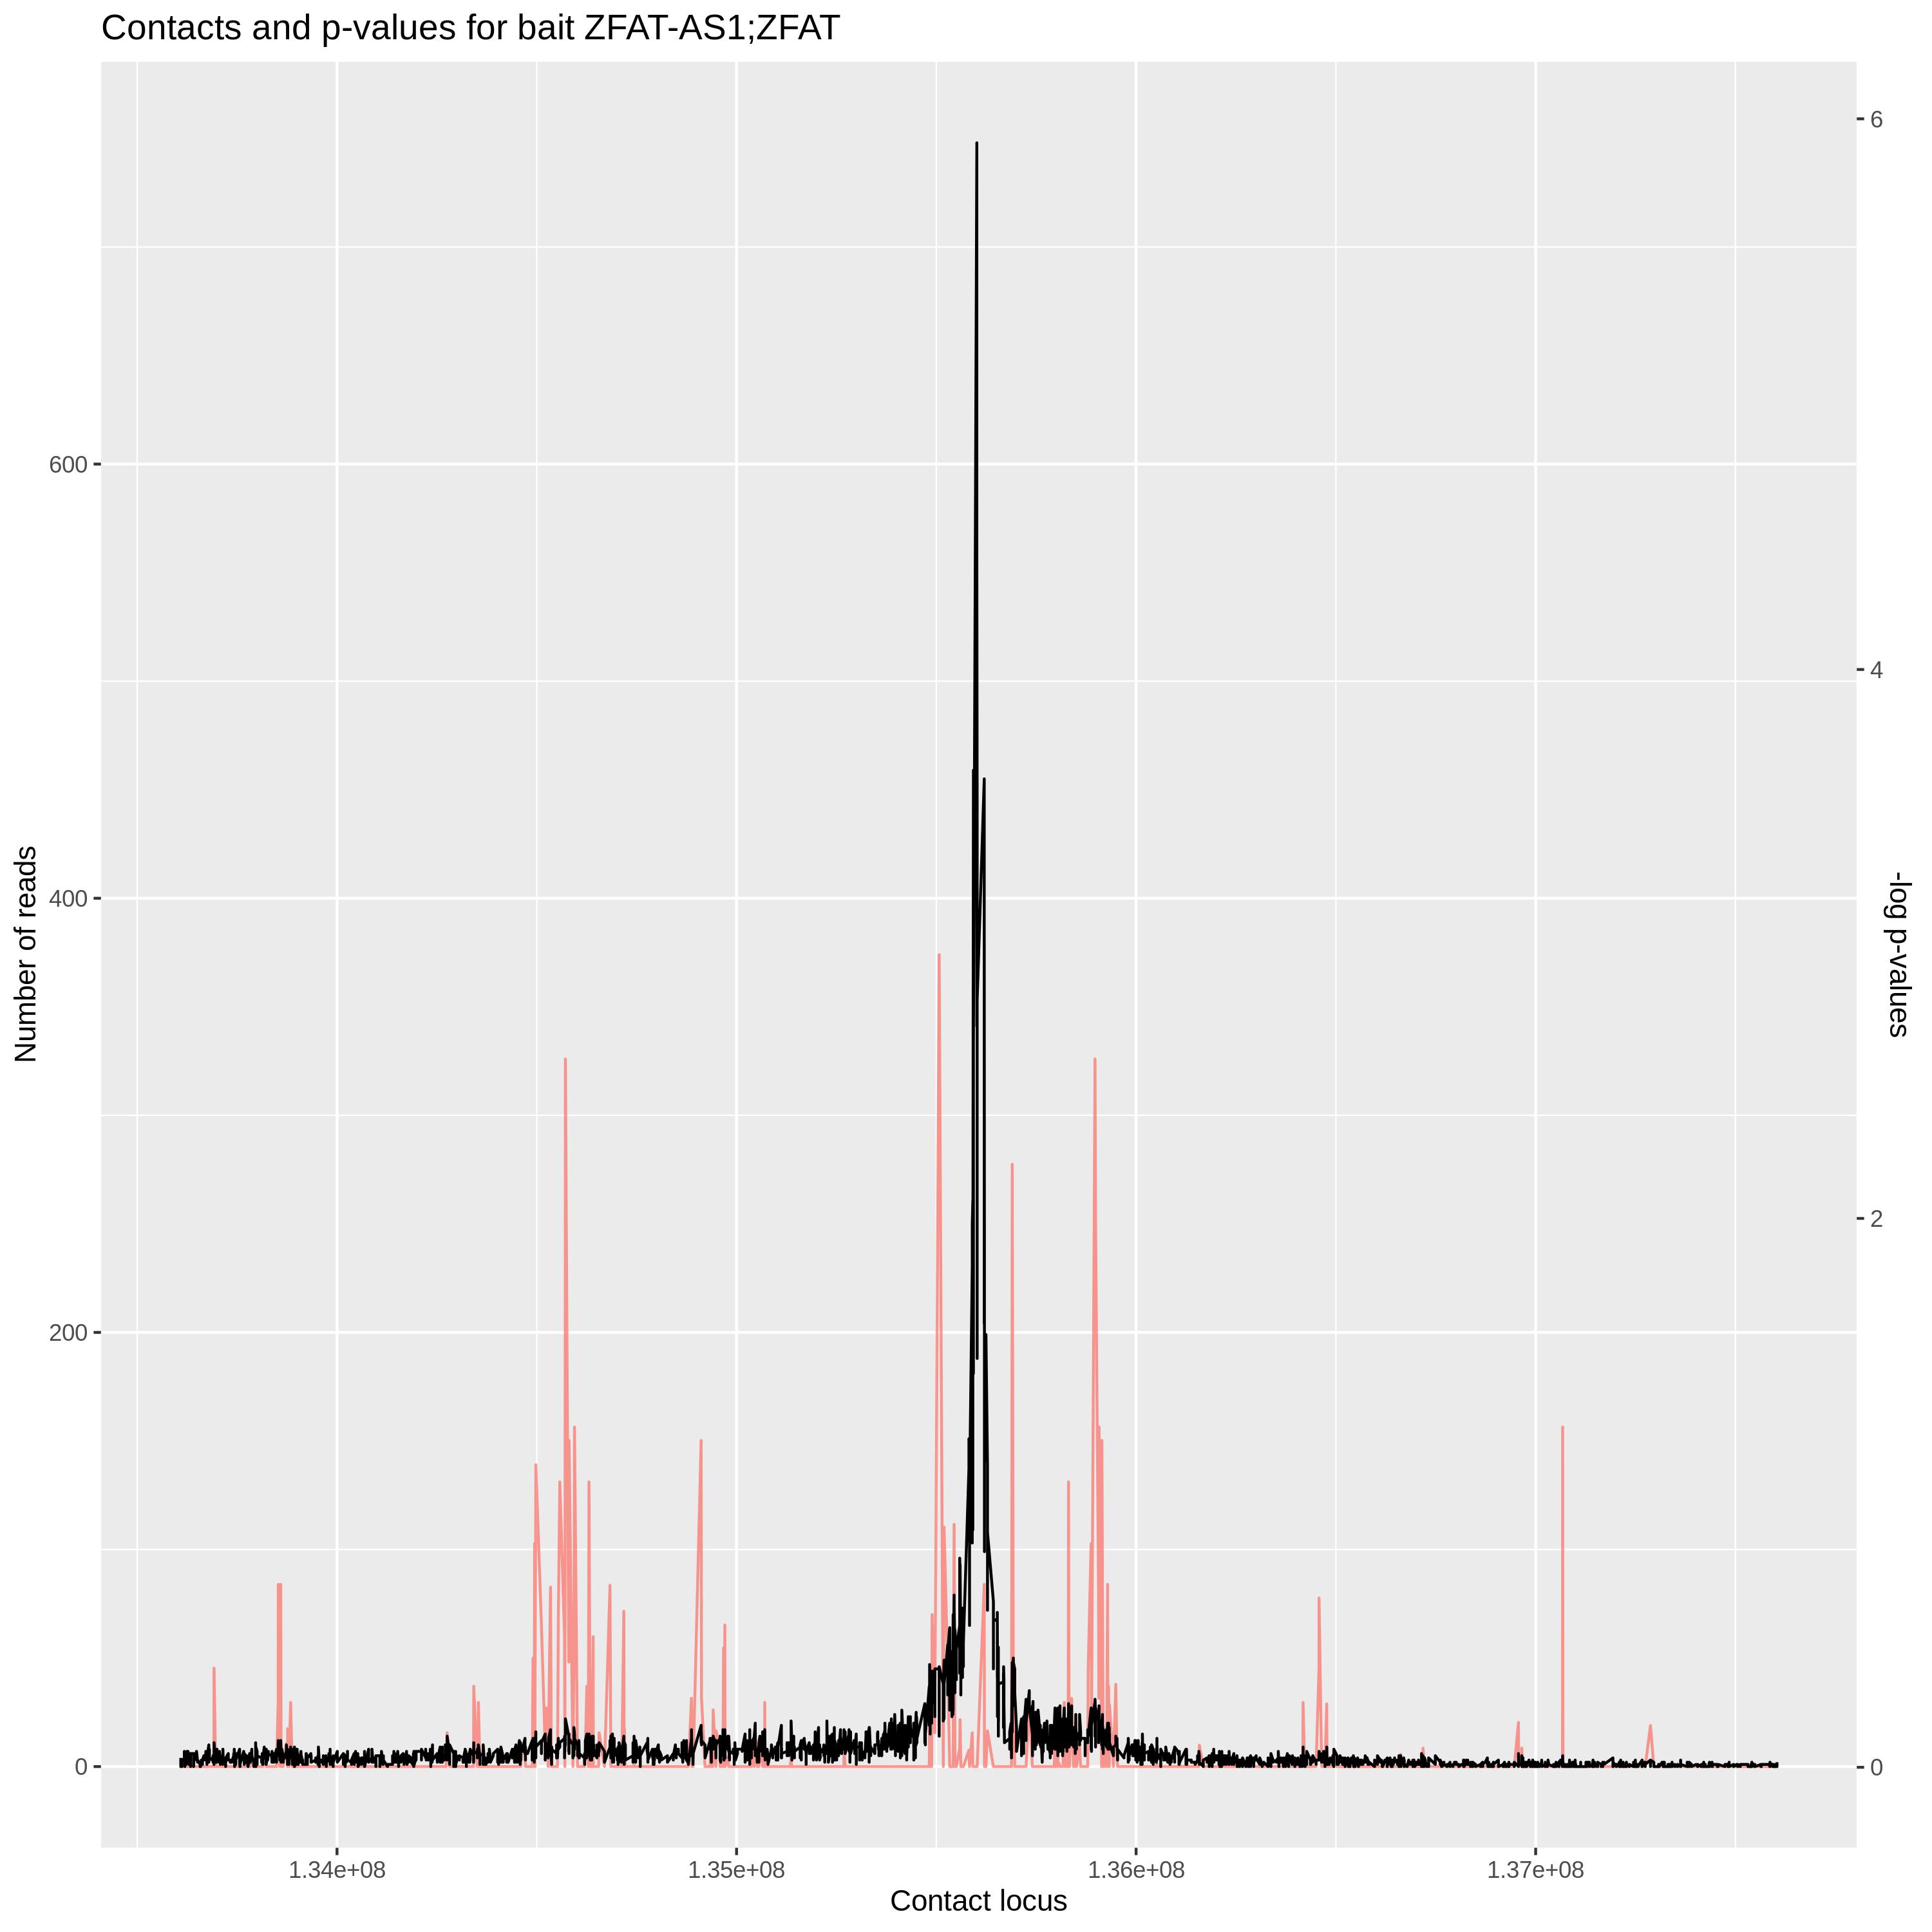 Contacts and p-values for bait ZFAT-AS1;ZFAT
6
600
4
400
Number of reads
-log p-values
2
200
0
0
1.34e+08
1.35e+08
1.36e+08
1.37e+08
Contact locus